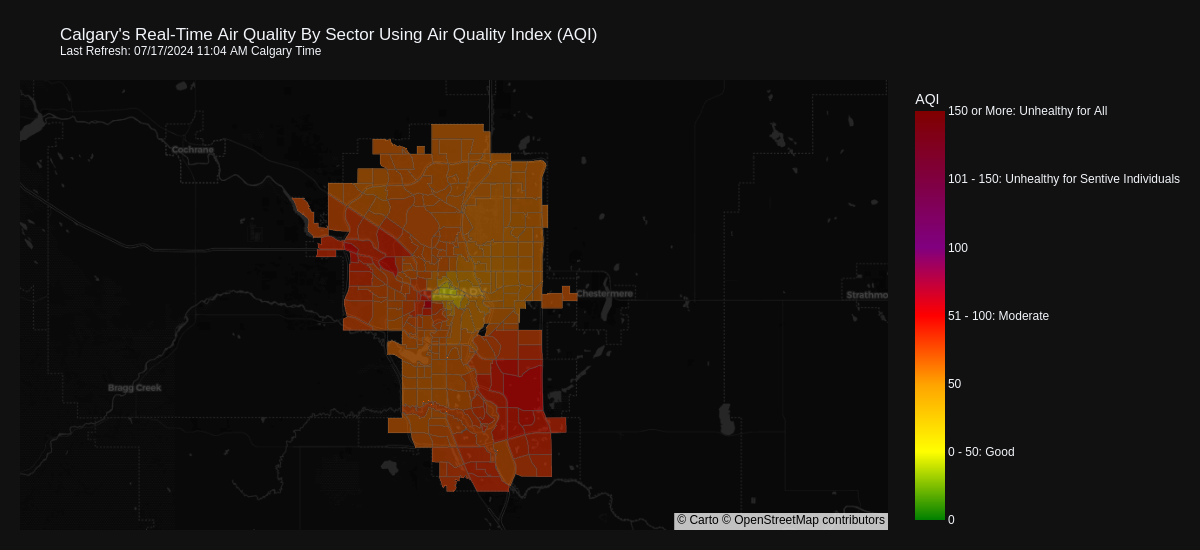 Calgary's Real-Time Air Quality By Sector Using Air Quality Index (AQI)
Last Refresh: 07/17/2024 11:04 AM Calgary Time
AQI
150 or More: Unhealthy for All
Cochrane
101 - 150: Unhealthy for Sentive Individuals
100
CALGARY
Chestermere
Strathmo
51 - 100: Moderate
50
Bragg Creek
0 - 50: Good
0
© Carto © OpenStreetMap contributors